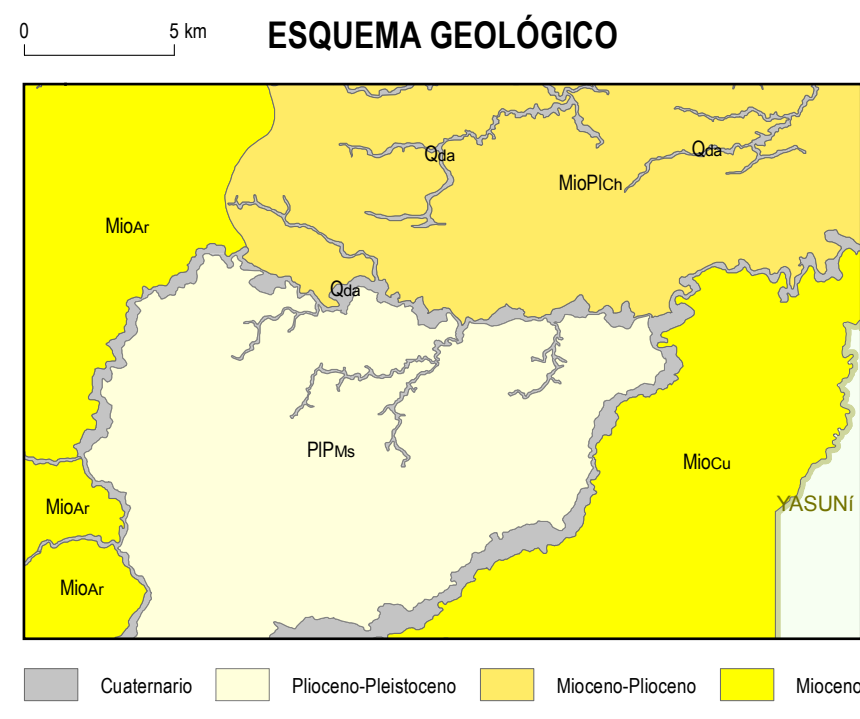 0 5 km ESQUEMA GEOLÓGICO
Qda
Qda
MioPlCh
MioAr
Qda
PlPMs
MioCu
MioAr
YASUNí
MioAr
Cuaternario Plioceno-Pleistoceno Mioceno-Plioceno Mioceno